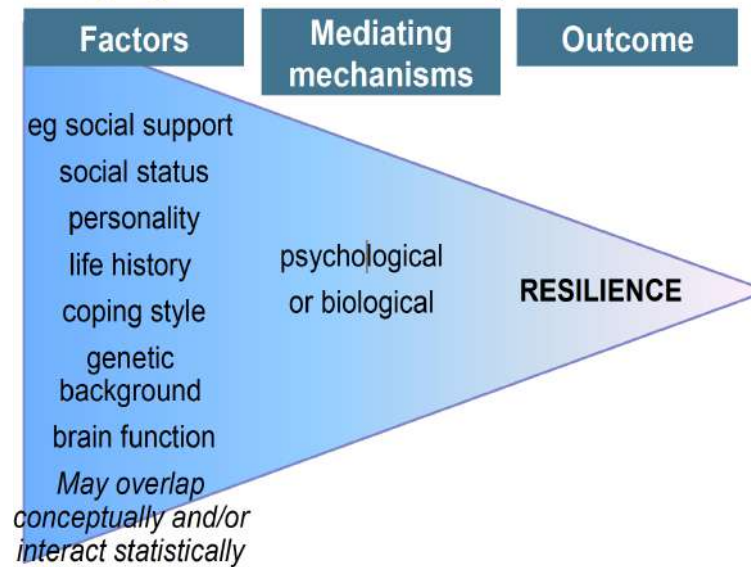 Factors
Mediating
mechanisms
Outcome
eg social support
social status
personality
life history
coping style
genetic
background
brain function
May overlap
conceptually and/or
interact statistically
psychological
or biological
RESILIENCE